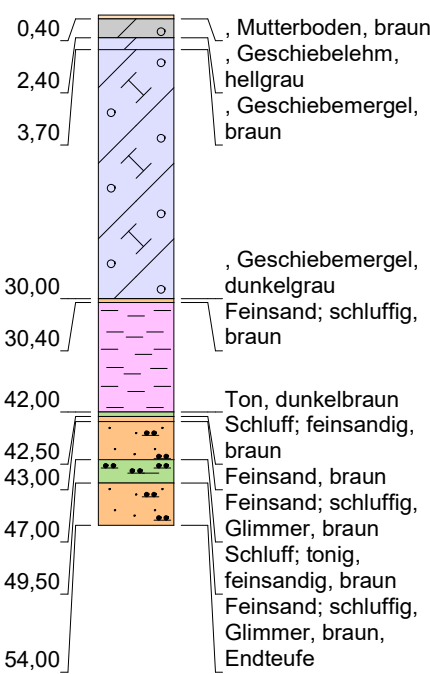 0,40
, Mutterboden, braun
, Geschiebelehm,
2,40
hellgrau
, Geschiebemergel,
3,70
braun
, Geschiebemergel,
30,00
dunkelgrau
Feinsand; schluffig,
30,40
braun
42,00
Ton, dunkelbraun
Schluff; feinsandig,
42,50
braun
43,00
Feinsand, braun
Feinsand; schluffig,
47,00
Glimmer, braun
Schluff; tonig,
49,50
feinsandig, braun
Feinsand; schluffig,
Glimmer, braun,
54,00
Endteufe